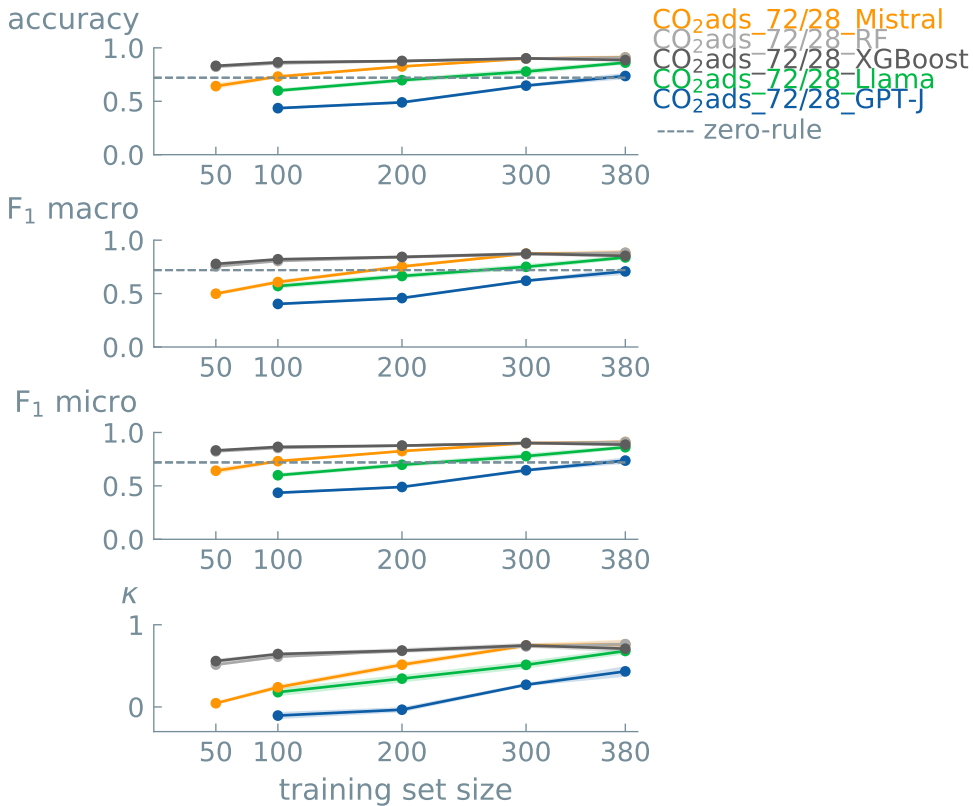 accuracy
1.0
0.5
0.0
50 100 200 300 380
CO₂ads_72/28_Mistral
CO₂ads_72/28_RF
CO₂ads_72/28_XGBoost
CO₂ads_72/28_Llama
CO₂ads_72/28_GPT-J
zero-rule
F₁ macro
1.0
0.5
0.0
50 100 200 300 380
F₁ micro
1.0
0.5
0.0
50 100 200 300 380
κ
1
0
50 100 200 300 380
training set size